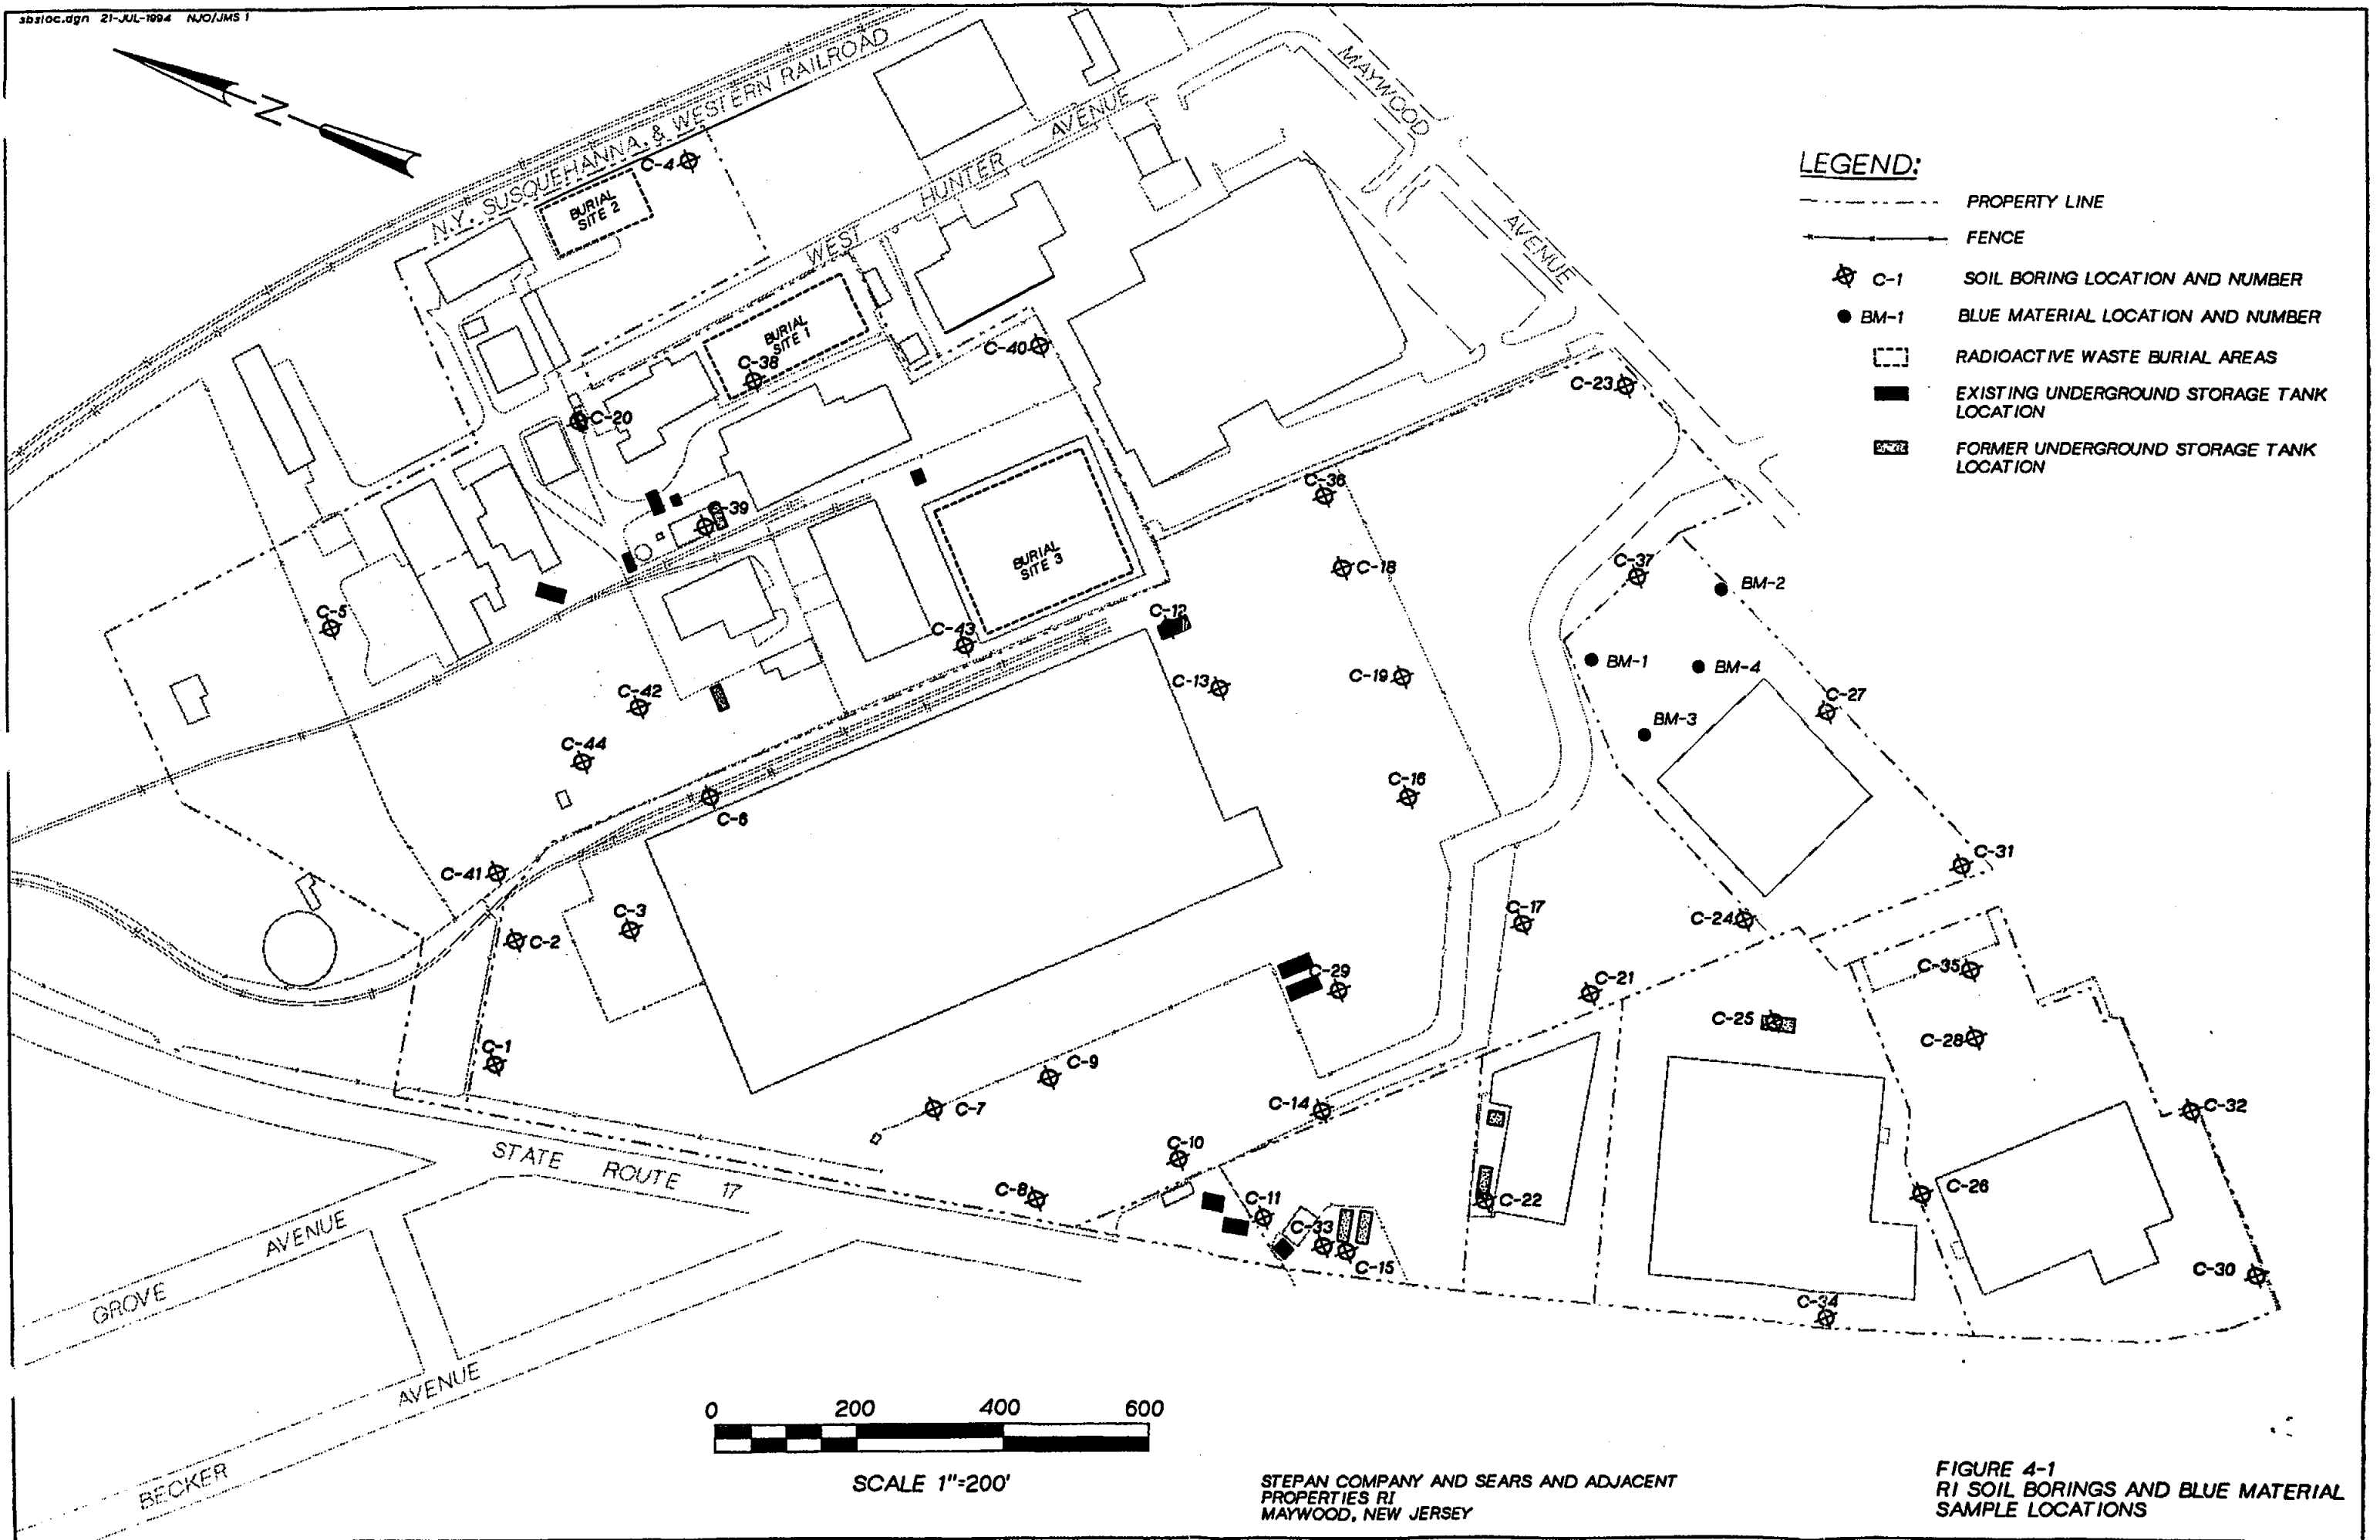 sbsloc.dgn 21-JUL-1994 NJO/JMS 1
N
N.Y. SUSQUEHANNA & WESTERN RAILROAD
WEST HUNTER AVENUE
MAYWOOD AVENUE
BURIAL
SITE 2
C-4
BURIAL
SITE 1
C-38
C-40
C-20
C-39
C-23
C-36
C-18
BURIAL
SITE 3
C-37
BM-2
C-5
C-12
C-43
BM-1
BM-4
C-13
C-19
C-42
C-27
BM-3
C-44
C-16
C-6
C-41
C-31
C-3
C-2
C-17
C-24
C-29
C-35
C-21
C-25
C-28
C-1
C-9
C-7
C-14
C-32
C-10
C-8
C-11
C-22
C-26
C-33
C-15
C-30
C-34
STATE ROUTE 17
GROVE AVENUE
BECKER AVENUE
LEGEND:
PROPERTY LINE
FENCE
C-1 SOIL BORING LOCATION AND NUMBER
BM-1 BLUE MATERIAL LOCATION AND NUMBER
RADIOACTIVE WASTE BURIAL AREAS
EXISTING UNDERGROUND STORAGE TANK
LOCATION
FORMER UNDERGROUND STORAGE TANK
LOCATION
0 200 400 600
SCALE 1"=200'
STEPAN COMPANY AND SEARS AND ADJACENT
PROPERTIES RI
MAYWOOD, NEW JERSEY
FIGURE 4-1
RI SOIL BORINGS AND BLUE MATERIAL
SAMPLE LOCATIONS